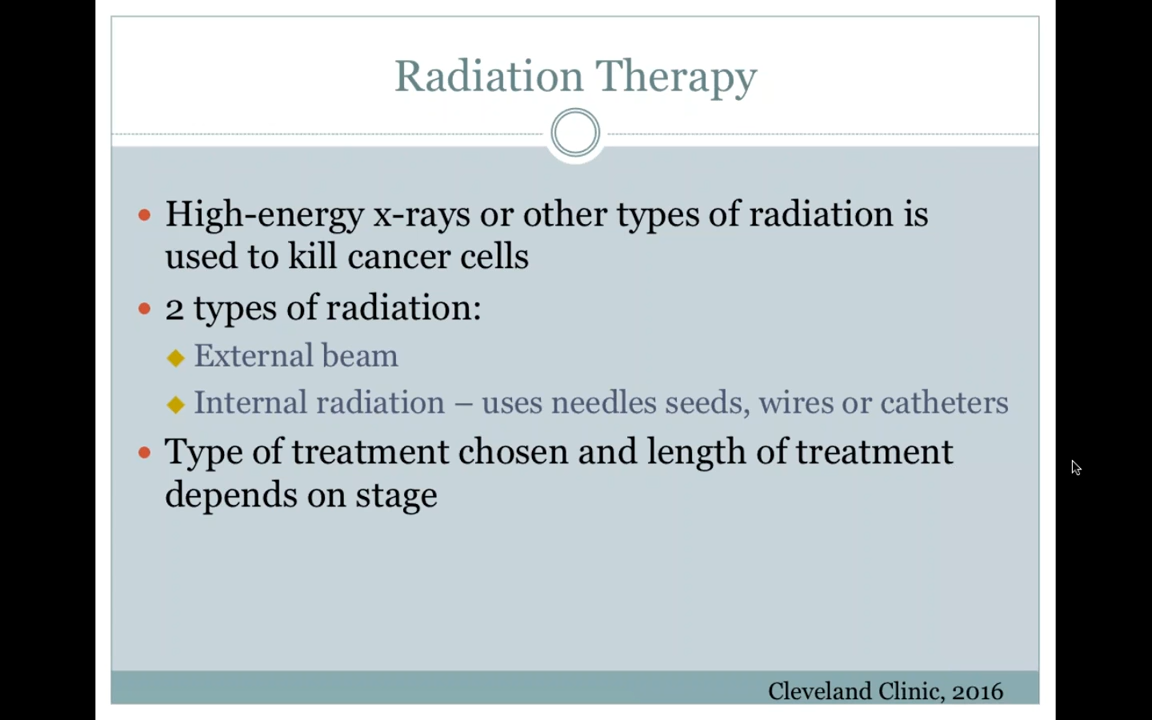 Radiation Therapy
High-energy x-rays or other types of radiation is
used to kill cancer cells
2 types of radiation:
External beam
Internal radiation – uses needles seeds, wires or catheters
Type of treatment chosen and length of treatment
depends on stage
Cleveland Clinic, 2016